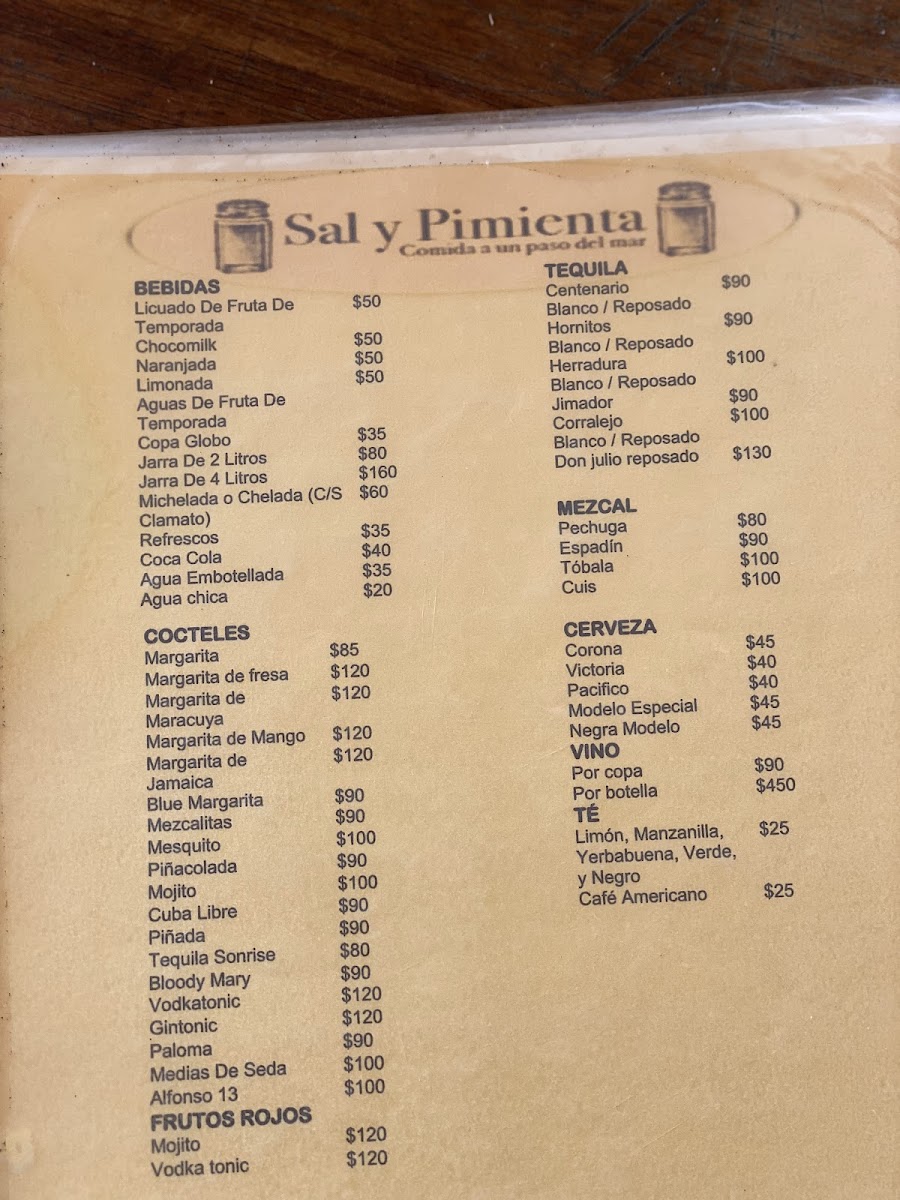 Sal y Pimienta
Comida a un paso del mar
BEBIDAS
Licuado De Fruta De $50
Temporada
Chocomilk $50
Naranjada $50
Limonada $50
Aguas De Fruta De
Temporada
Copa Globo $35
Jarra De 2 Litros $80
Jarra De 4 Litros $160
Michelada o Chelada (C/S $60
Clamato)
Refrescos $35
Coca Cola $40
Agua Embotellada $35
Agua chica $20
COCTELES
Margarita $85
Margarita de fresa $120
Margarita de $120
Maracuya
Margarita de Mango $120
Margarita de $120
Jamaica
Blue Margarita $90
Mezcalitas $90
Mesquito $100
Piñacolada $90
Mojito $100
Cuba Libre $90
Piñada $90
Tequila Sonrise $80
Bloody Mary $90
Vodkatonic $120
Gintonic $120
Paloma $90
Medias De Seda $100
Alfonso 13 $100
FRUTOS ROJOS
Mojito $120
Vodka tonic $120
TEQUILA
Centenario $90
Blanco / Reposado
Hornitos $90
Blanco / Reposado
Herradura $100
Blanco / Reposado
Jimador $90
Corralejo $100
Blanco / Reposado
Don julio reposado $130
MEZCAL
Pechuga $80
Espadín $90
Tóbala $100
Cuis $100
CERVEZA
Corona $45
Victoria $40
Pacifico $40
Modelo Especial $45
Negra Modelo $45
VINO
Por copa $90
Por botella $450
TÉ
Limón, Manzanilla, $25
Yerbabuena, Verde,
y Negro
Café Americano $25